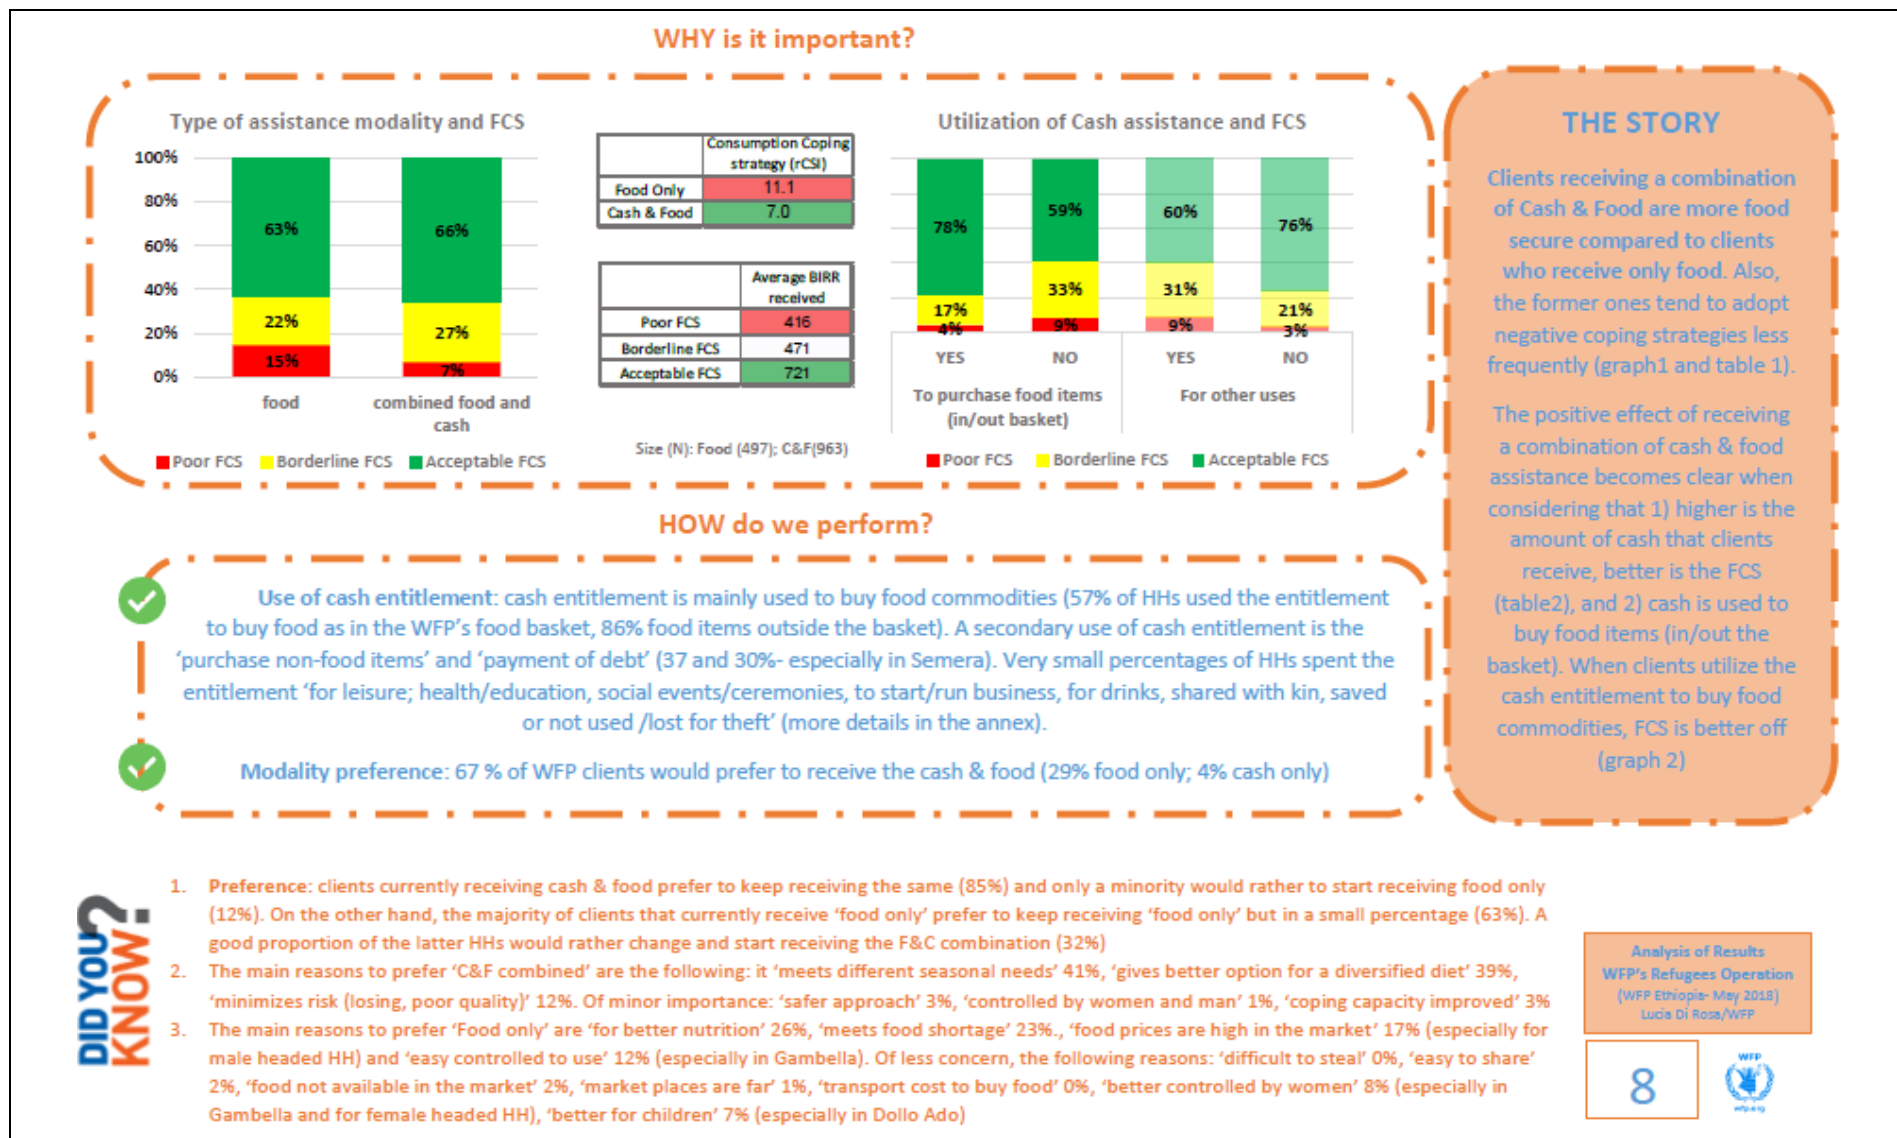 WHY is it important?
Type of assistance modality and FCS
100%
80%
60%
40%
20%
0%
63%
22%
15%
66%
27%
7%
food
combined food and
cash
Poor FCS
Borderline FCS
Acceptable FCS
Consumption Coping
strategy (rCSI)
Food Only 11.1
Cash & Food 7.0
Average BIRR
received
Poor FCS 416
Borderline FCS 471
Acceptable FCS 721
Size (N): Food (497); C&F(963)
Utilization of Cash assistance and FCS
78%
17%
4%
59%
33%
9%
60%
31%
9%
76%
21%
3%
YES
NO
YES
NO
To purchase food items
(in/out basket)
For other uses
Poor FCS
Borderline FCS
Acceptable FCS
THE STORY
Clients receiving a combination
of Cash & Food are more food
secure compared to clients
who receive only food. Also,
the former ones tend to adopt
negative coping strategies less
frequently (graph1 and table 1).
The positive effect of receiving
a combination of cash & food
assistance becomes clear when
considering that 1) higher is the
amount of cash that clients
receive, better is the FCS
(table2), and 2) cash is used to
buy food items (in/out the
basket). When clients utilize the
cash entitlement to buy food
commodities, FCS is better off
(graph 2)
HOW do we perform?
Use of cash entitlement: cash entitlement is mainly used to buy food commodities (57% of HHs used the entitlement
to buy food as in the WFP's food basket, 86% food items outside the basket). A secondary use of cash entitlement is the
‘purchase non-food items’ and ‘payment of debt’ (37 and 30%- especially in Semera). Very small percentages of HHs spent the
entitlement ‘for leisure; health/education, social events/ceremonies, to start/run business, for drinks, shared with kin, saved
or not used /lost for theft’ (more details in the annex).
Modality preference: 67 % of WFP clients would prefer to receive the cash & food (29% food only; 4% cash only)
DID YOU KNOW?
1. Preference: clients currently receiving cash & food prefer to keep receiving the same (85%) and only a minority would rather to start receiving food only
(12%). On the other hand, the majority of clients that currently receive ‘food only’ prefer to keep receiving ‘food only’ but in a small percentage (63%). A
good proportion of the latter HHs would rather change and start receiving the F&C combination (32%)
2. The main reasons to prefer ‘C&F combined’ are the following: it ‘meets different seasonal needs’ 41%, ‘gives better option for a diversified diet’ 39%,
‘minimizes risk (losing, poor quality)’ 12%. Of minor importance: ‘safer approach’ 3%, ‘controlled by women and man’ 1%, ‘coping capacity improved’ 3%
3. The main reasons to prefer ‘Food only’ are ‘for better nutrition’ 26%, ‘meets food shortage’ 23%., ‘food prices are high in the market’ 17% (especially for
male headed HH) and ‘easy controlled to use’ 12% (especially in Gambella). Of less concern, the following reasons: ‘difficult to steal’ 0%, ‘easy to share’
2%, ‘food not available in the market’ 2%, ‘market places are far’ 1%, ‘transport cost to buy food’ 0%, ‘better controlled by women’ 8% (especially in
Gambella and for female headed HH), ‘better for children’ 7% (especially in Dollo Ado)
Analysis of Results
WFP's Refugees Operation
(WFP Ethiopia- May 2018)
Lucia Di Rosa/WFP
8
WFP
wfp.org